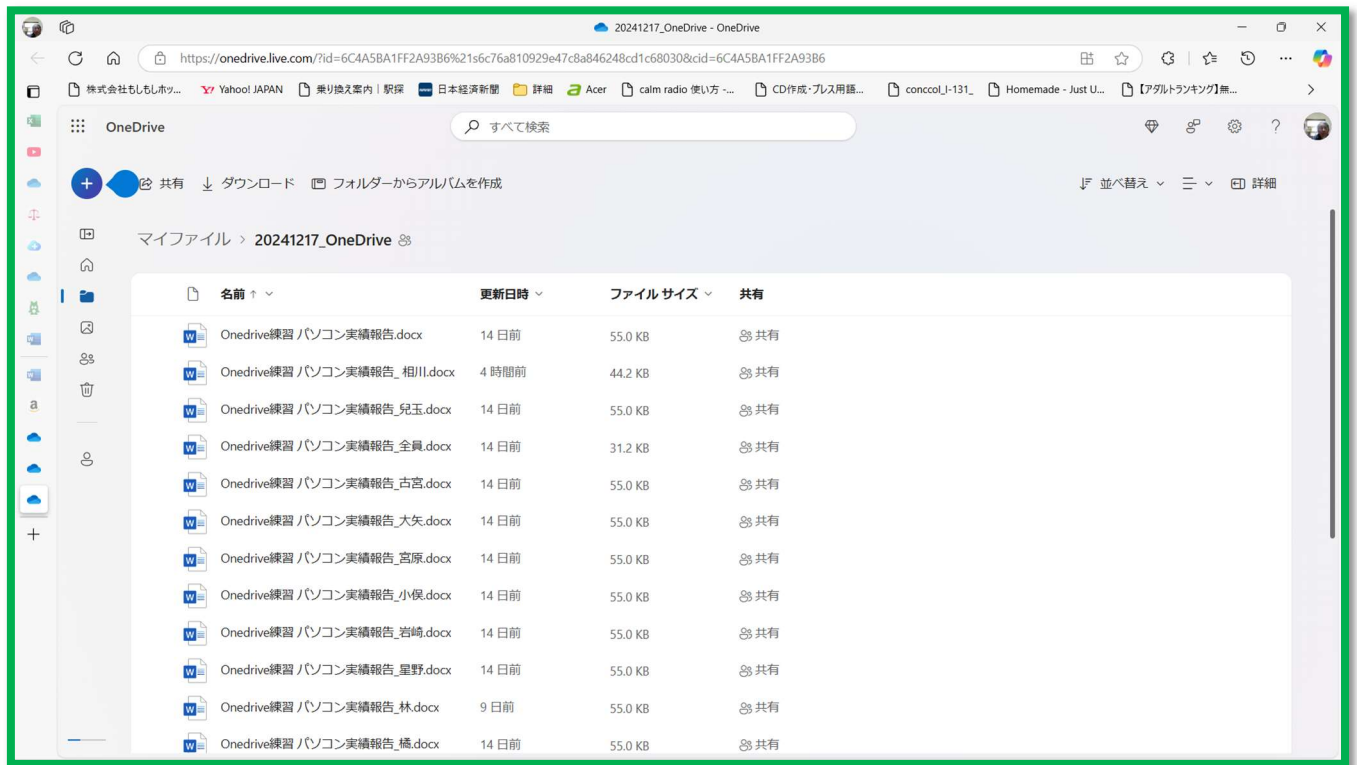 20241217_OneDrive - OneDrive
https://onedrive.live.com/?id=6C4A5BA1FF2A93B6%21s6c76a810929e47c8a846248cd1c68030&cid=6C4A5BA1FF2A93B6
株式会社もしもしホッ... Yahoo! JAPAN 乗り換え案内｜駅探 日本経済新聞 詳細 Acer calm radio 使い方 -... CD作成・プレス用語... conccol_l-131_ Homemade - Just U... 【アダルトランキング】無...
OneDrive すべて検索
共有 ダウンロード フォルダーからアルバムを作成 並べ替え 詳細
マイファイル > 20241217_OneDrive
名前 更新日時 ファイル サイズ 共有
Onedrive練習 パソコン実績報告.docx 14 日前 55.0 KB 共有
Onedrive練習 パソコン実績報告_ 相川.docx 4 時間前 44.2 KB 共有
Onedrive練習 パソコン実績報告_兒玉.docx 14 日前 55.0 KB 共有
Onedrive練習 パソコン実績報告_全員.docx 14 日前 31.2 KB 共有
Onedrive練習 パソコン実績報告_古宮.docx 14 日前 55.0 KB 共有
Onedrive練習 パソコン実績報告_大矢.docx 14 日前 55.0 KB 共有
Onedrive練習 パソコン実績報告_宮原.docx 14 日前 55.0 KB 共有
Onedrive練習 パソコン実績報告_小俣.docx 14 日前 55.0 KB 共有
Onedrive練習 パソコン実績報告_岩崎.docx 14 日前 55.0 KB 共有
Onedrive練習 パソコン実績報告_星野.docx 14 日前 55.0 KB 共有
Onedrive練習 パソコン実績報告_林.docx 9 日前 55.0 KB 共有
Onedrive練習 パソコン実績報告_橘.docx 14 日前 55.0 KB 共有